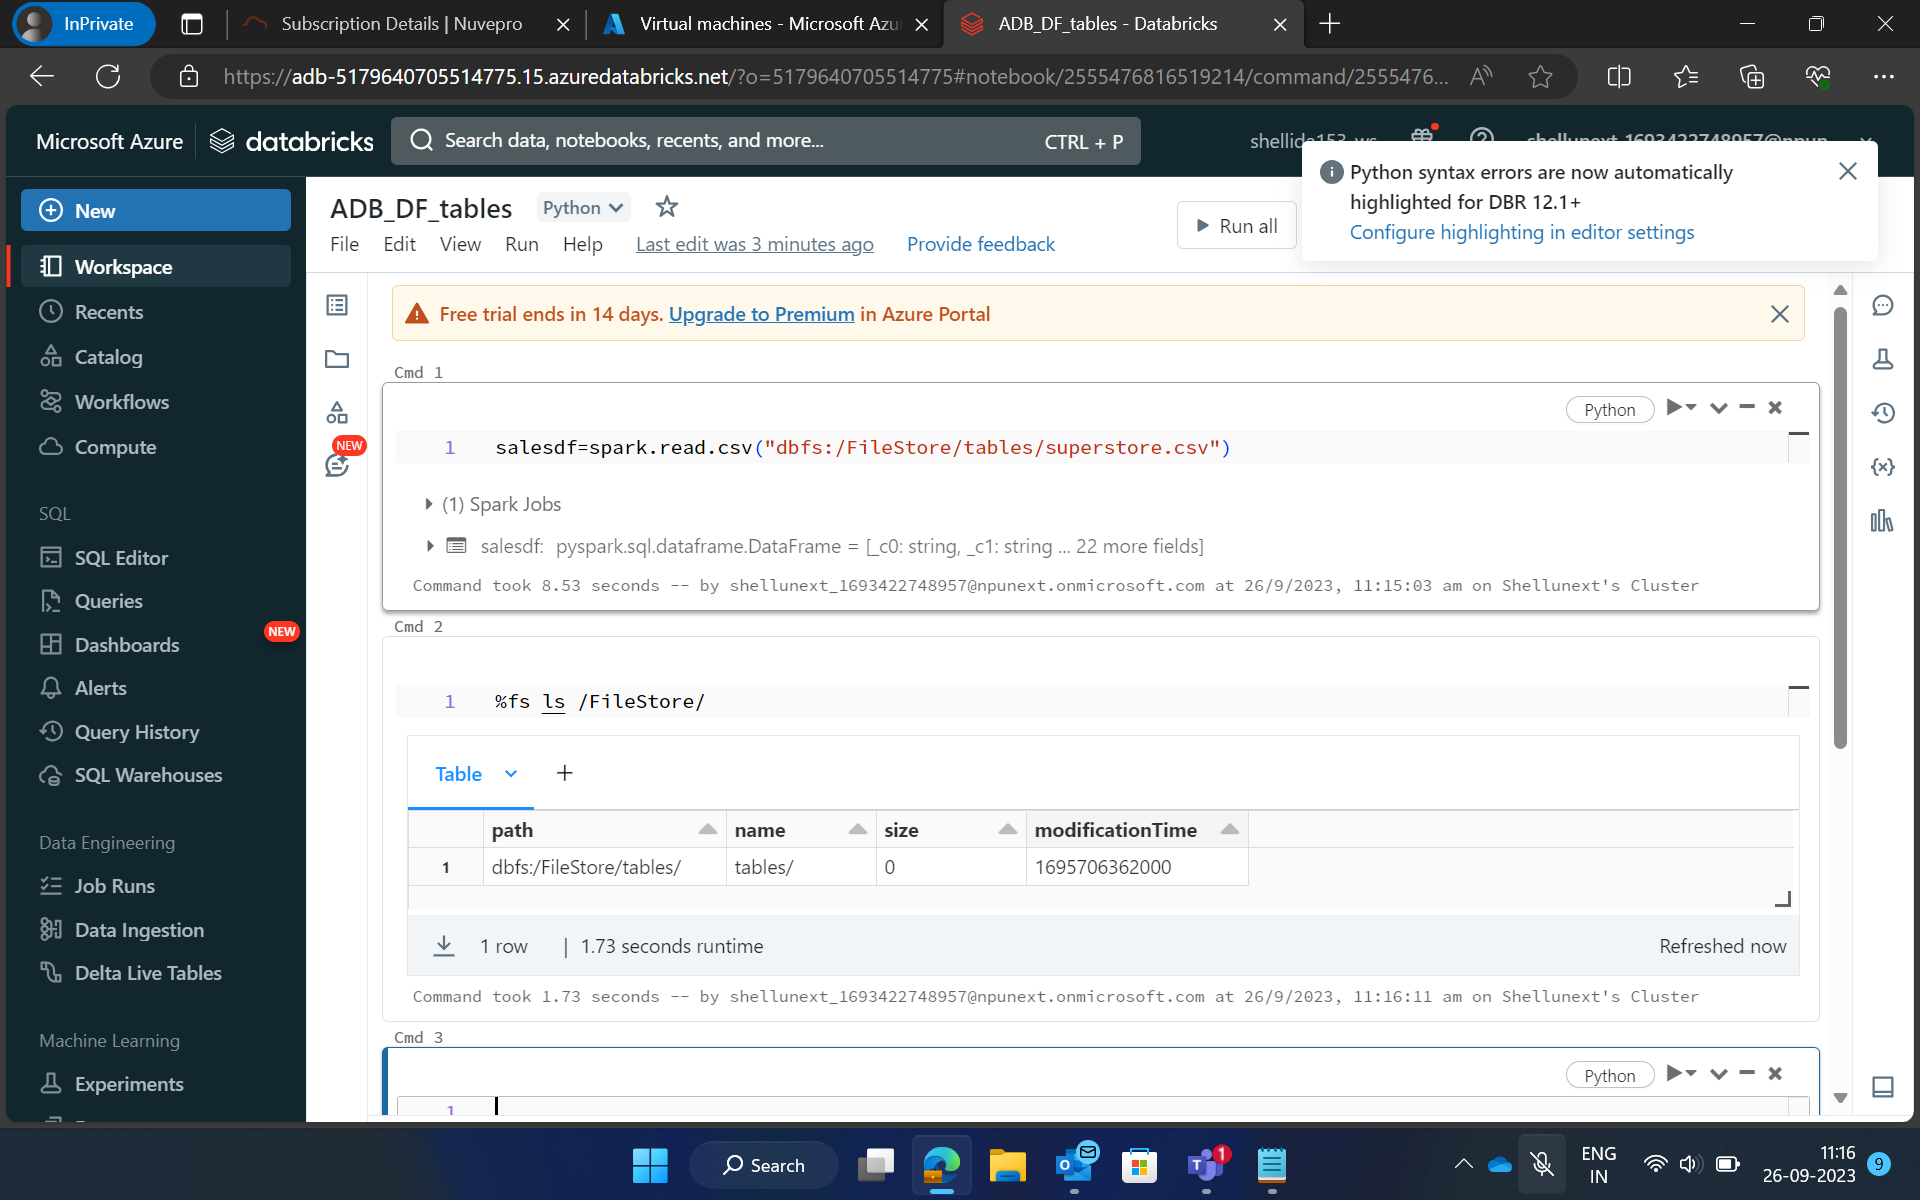 InPrivate
Subscription Details | Nuvepro
Virtual machines - Microsoft Azu
ADB_DF_tables - Databricks
https://adb-5179640705514775.15.azuredatabricks.net/?o=5179640705514775#notebook/2555476816519214/command/2555476...
Microsoft Azure
databricks
Search data, notebooks, recents, and more...
CTRL + P
Python syntax errors are now automatically
highlighted for DBR 12.1+
Configure highlighting in editor settings
New
Workspace
Recents
Catalog
Workflows
Compute
SQL
SQL Editor
Queries
Dashboards
NEW
Alerts
Query History
SQL Warehouses
Data Engineering
Job Runs
Data Ingestion
Delta Live Tables
Machine Learning
Experiments
ADB_DF_tables
Python
File Edit View Run Help Last edit was 3 minutes ago Provide feedback
Run all
NEW
Free trial ends in 14 days. Upgrade to Premium in Azure Portal
Cmd 1
Python
1 salesdf=spark.read.csv("dbfs:/FileStore/tables/superstore.csv")
(1) Spark Jobs
salesdf: pyspark.sql.dataframe.DataFrame = [_c0: string, _c1: string ... 22 more fields]
Command took 8.53 seconds -- by shellunext_1693422748957@npunext.onmicrosoft.com at 26/9/2023, 11:15:03 am on Shellunext's Cluster
Cmd 2
1 %fs ls /FileStore/
Table
path name size modificationTime
1 dbfs:/FileStore/tables/ tables/ 0 1695706362000
1 row | 1.73 seconds runtime
Refreshed now
Command took 1.73 seconds -- by shellunext_1693422748957@npunext.onmicrosoft.com at 26/9/2023, 11:16:11 am on Shellunext's Cluster
Cmd 3
Python
1
Search
1
ENG
IN
11:16
26-09-2023
9